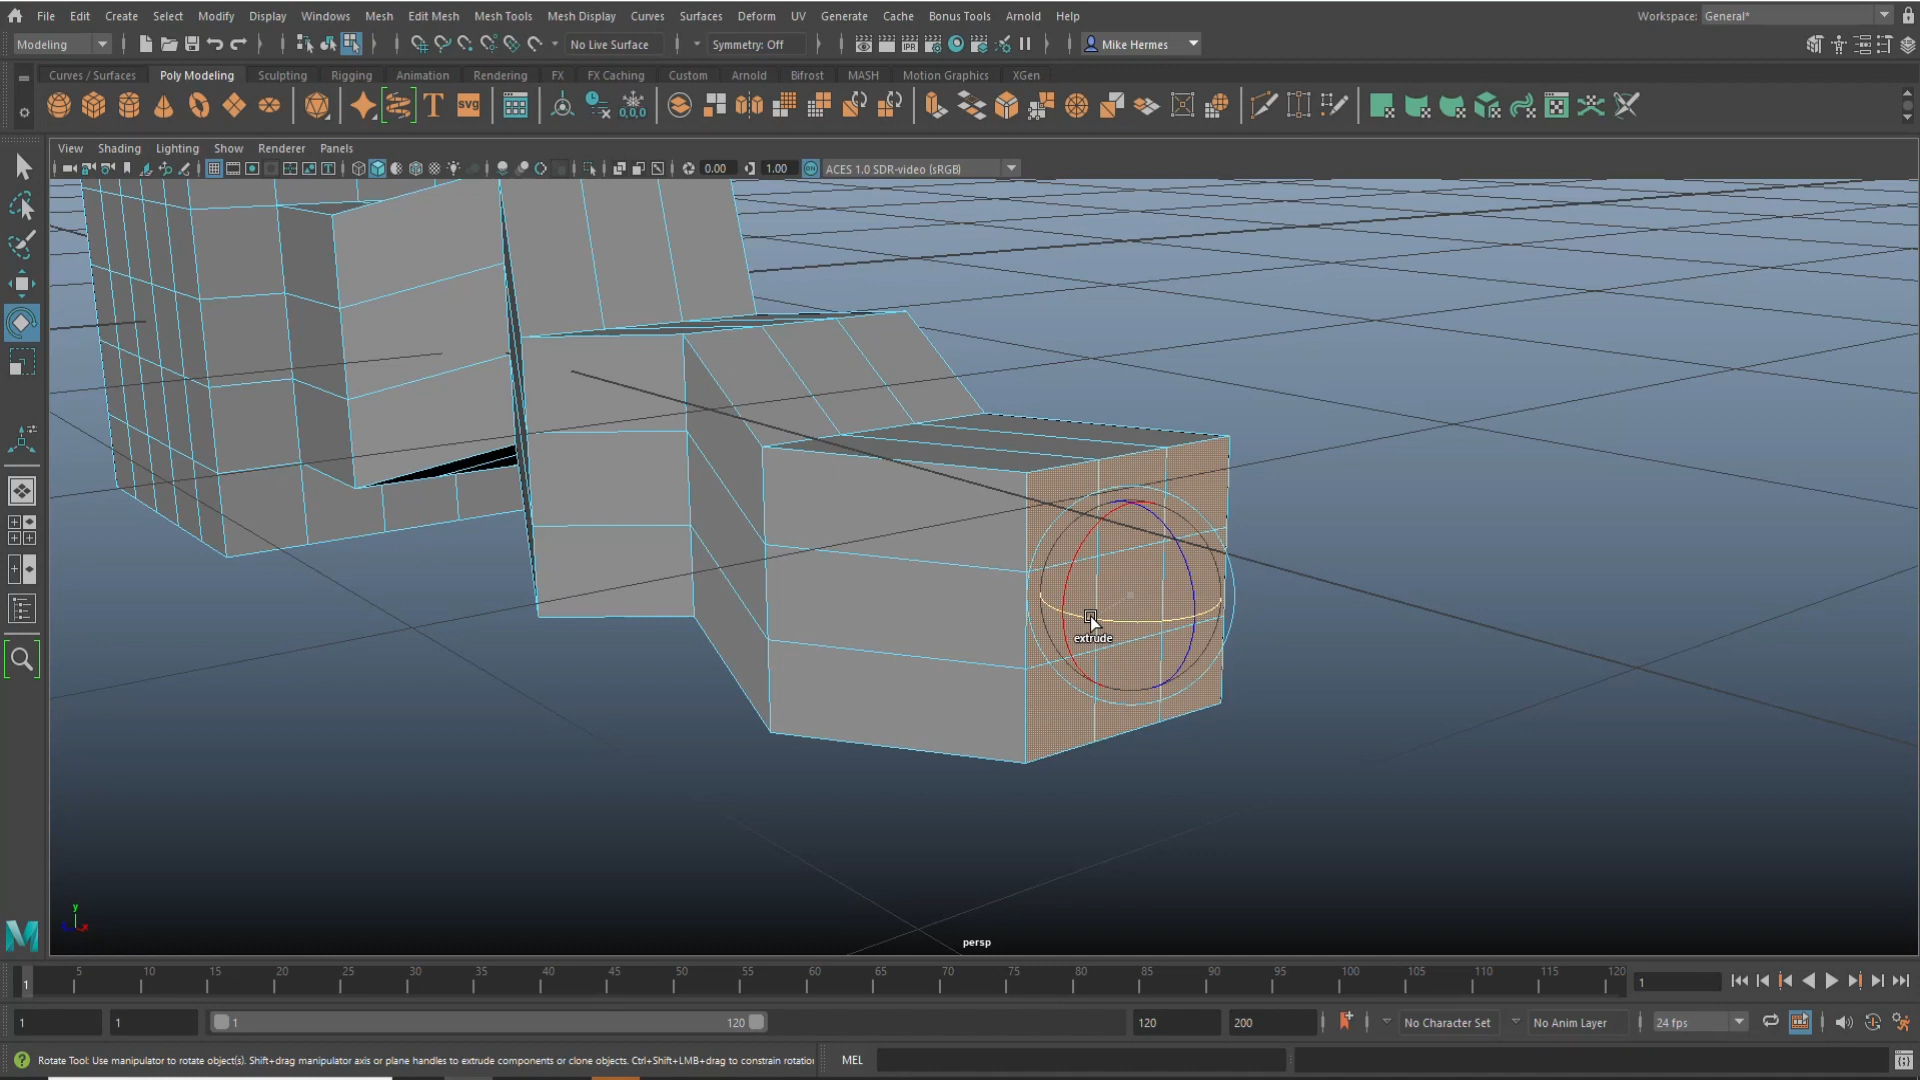 File Edit Create Select Modify Display Windows Mesh Edit Mesh Mesh Tools Mesh Display Curves Surfaces Deform UV Generate Cache Bonus Tools Arnold Help Workspace: General*
Modeling No Live Surface Symmetry: Off IPR Mike Hermes
Curves / Surfaces Poly Modeling Sculpting Rigging Animation Rendering FX FX Caching Custom Arnold Bifrost MASH Motion Graphics XGen
T SVG 0,0,0
View Shading Lighting Show Renderer Panels
0.00 1.00 ACES 1.0 SDR-video (sRGB)
extrude
y
x
persp
5 10 15 20 25 30 35 40 45 50 55 60 65 70 75 80 85 90 95 100 105 110 115 120
1 1
1 1 1 120 120 200 No Character Set No Anim Layer 24 fps
Rotate Tool: Use manipulator to rotate object(s). Shift+drag manipulator axis or plane handles to extrude components or clone objects. Ctrl+Shift+LMB+drag to constrain rotatio MEL